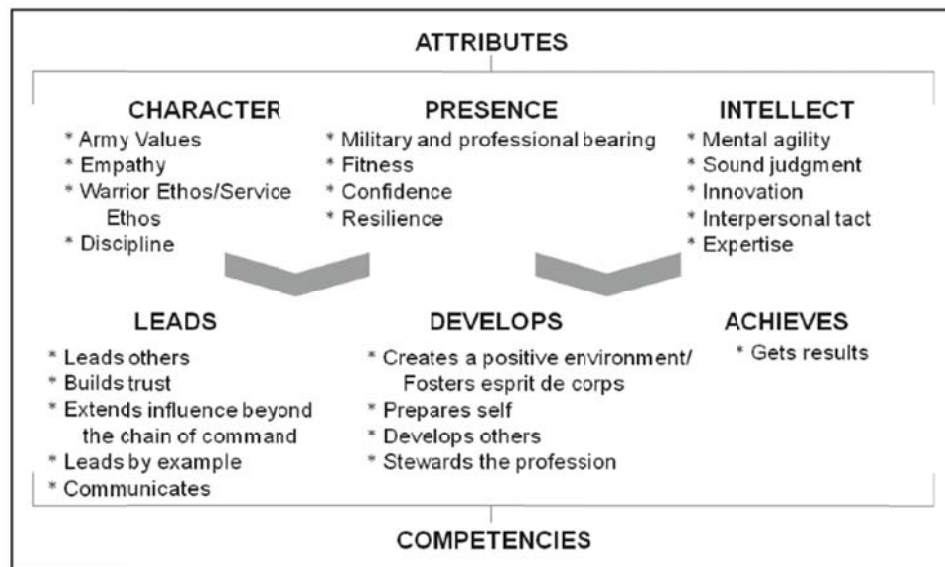 ATTRIBUTES
CHARACTER
* Army Values
* Empathy
* Warrior Ethos/Service
Ethos
* Discipline
PRESENCE
* Military and professional bearing
* Fitness
* Confidence
* Resilience
INTELLECT
* Mental agility
* Sound judgment
* Innovation
* Interpersonal tact
* Expertise
LEADS
* Leads others
* Builds trust
* Extends influence beyond
the chain of command
* Leads by example
* Communicates
DEVELOPS
* Creates a positive environment/
Fosters esprit de corps
* Prepares self
* Develops others
* Stewards the profession
ACHIEVES
* Gets results
COMPETENCIES